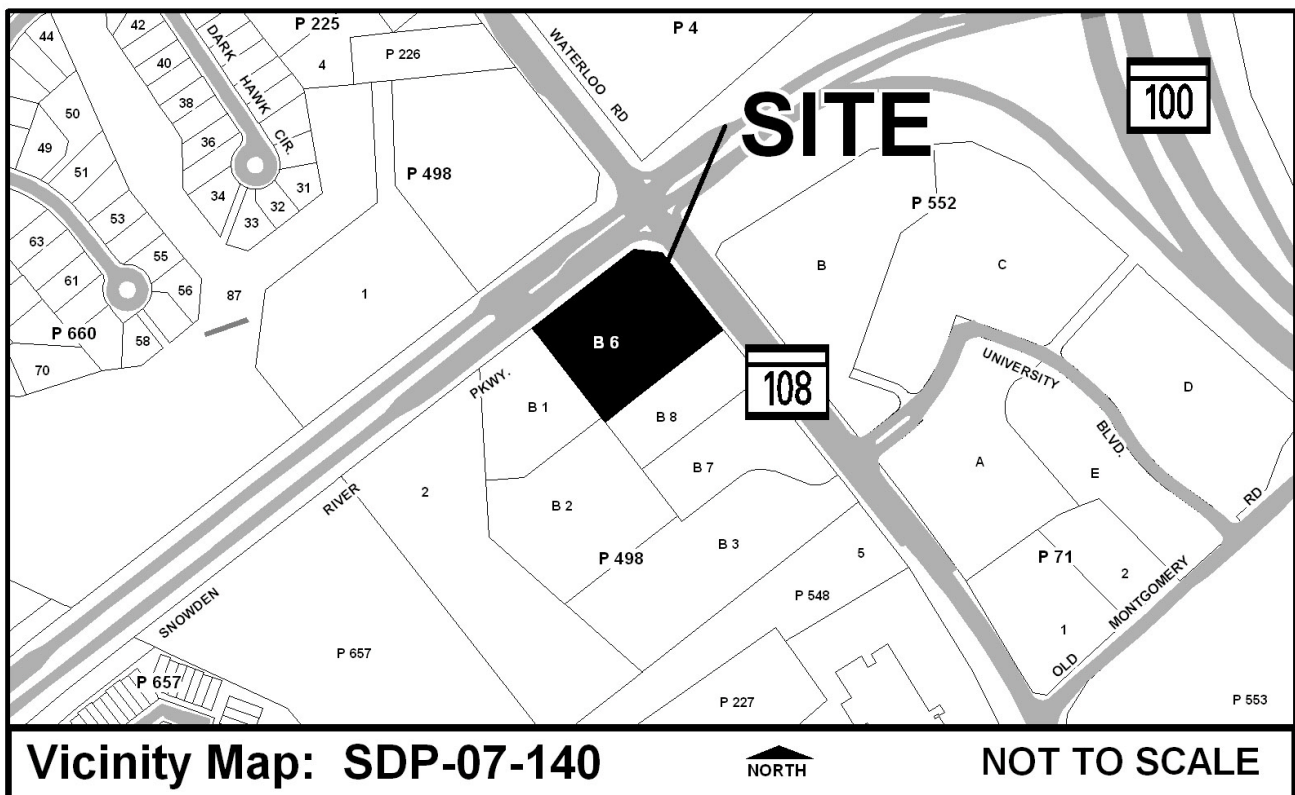 44
42
DARK HAWK CIR.
P 225
4
P 226
WATERLOO RD
P 4
100
SITE
50
40
38
49
36
51
34
31
32
33
P 498
P 552
B
C
53
63
55
61
56
87
1
P 660
58
70
B 6
PKWY.
108
UNIVERSITY
BLVD.
D
B 1
B 8
B 7
A
E
RD
2
RIVER
B 2
P 498
B 3
5
P 71
2
MONTGOMERY
P 548
1
OLD
SNOWDEN
P 657
P 657
P 227
P 553
Vicinity Map: SDP-07-140
NORTH
NOT TO SCALE